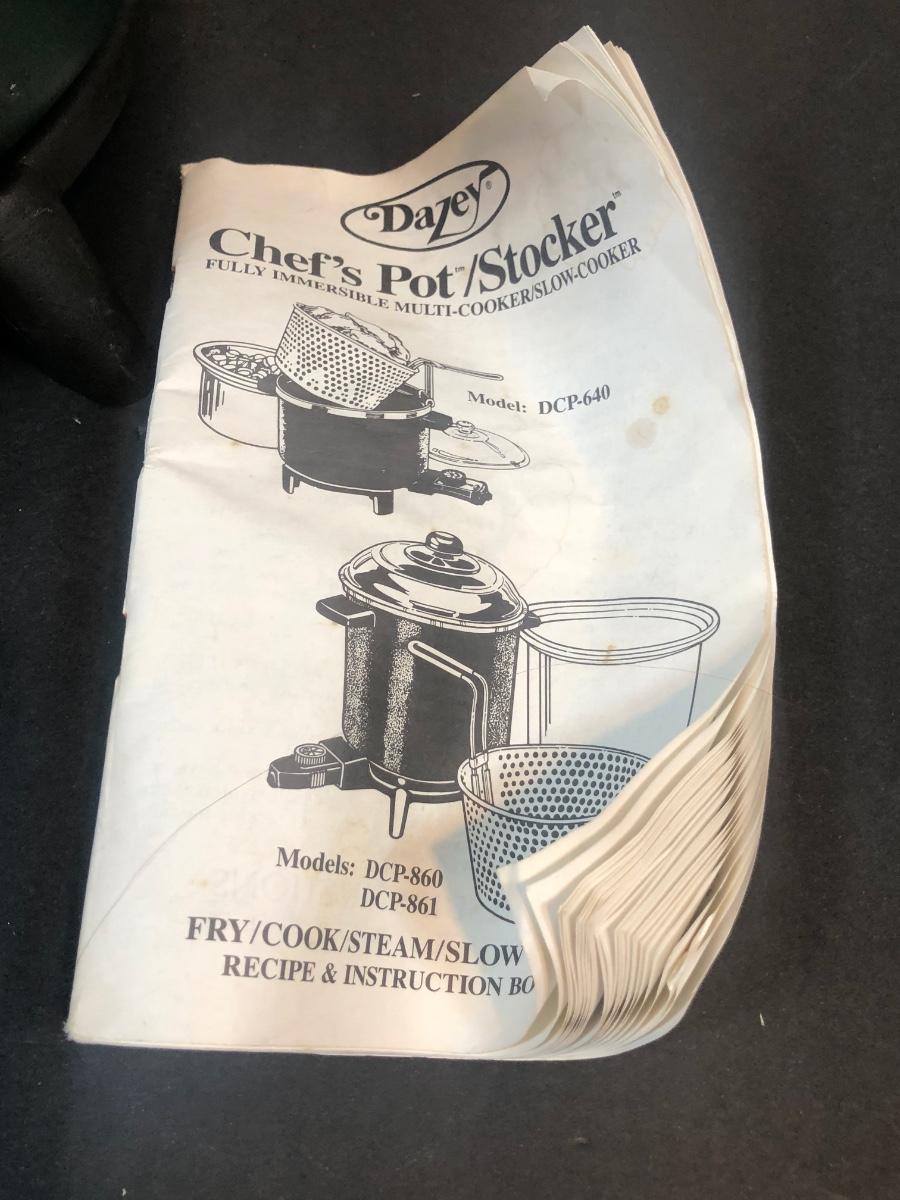 Dazey®
Chef's Pot™/Stocker™
FULLY IMMERSIBLE MULTI-COOKER/SLOW-COOKER
Model: DCP-640
Models: DCP-860
DCP-861
FRY/COOK/STEAM/SLOW
RECIPE & INSTRUCTION BO